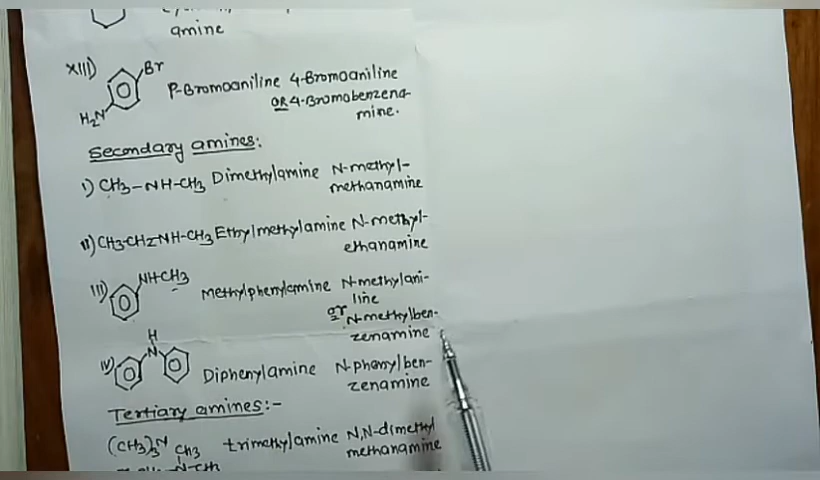 amine
XIII) Br H₂N P-Bromoaniline 4-Bromoaniline
OR 4-Bromobenzena-
mine.
Secondary amines:
i) CH₃-NH-CH₃ Dimethylamine N-methyl-
methanamine
II) CH₃-CH₂NH-CH₃ Ethylmethylamine N-methyl-
ethanamine
III) NH-CH₃ Methylphenylamine N-methylani-
line
or N-methylben-
zenamine
IV) H N Diphenylamine N-phenylben-
zenamine
Tertiary amines:-
(CH₃)₃N trimethylamine N,N-dimethyl
CH₃ methanamine